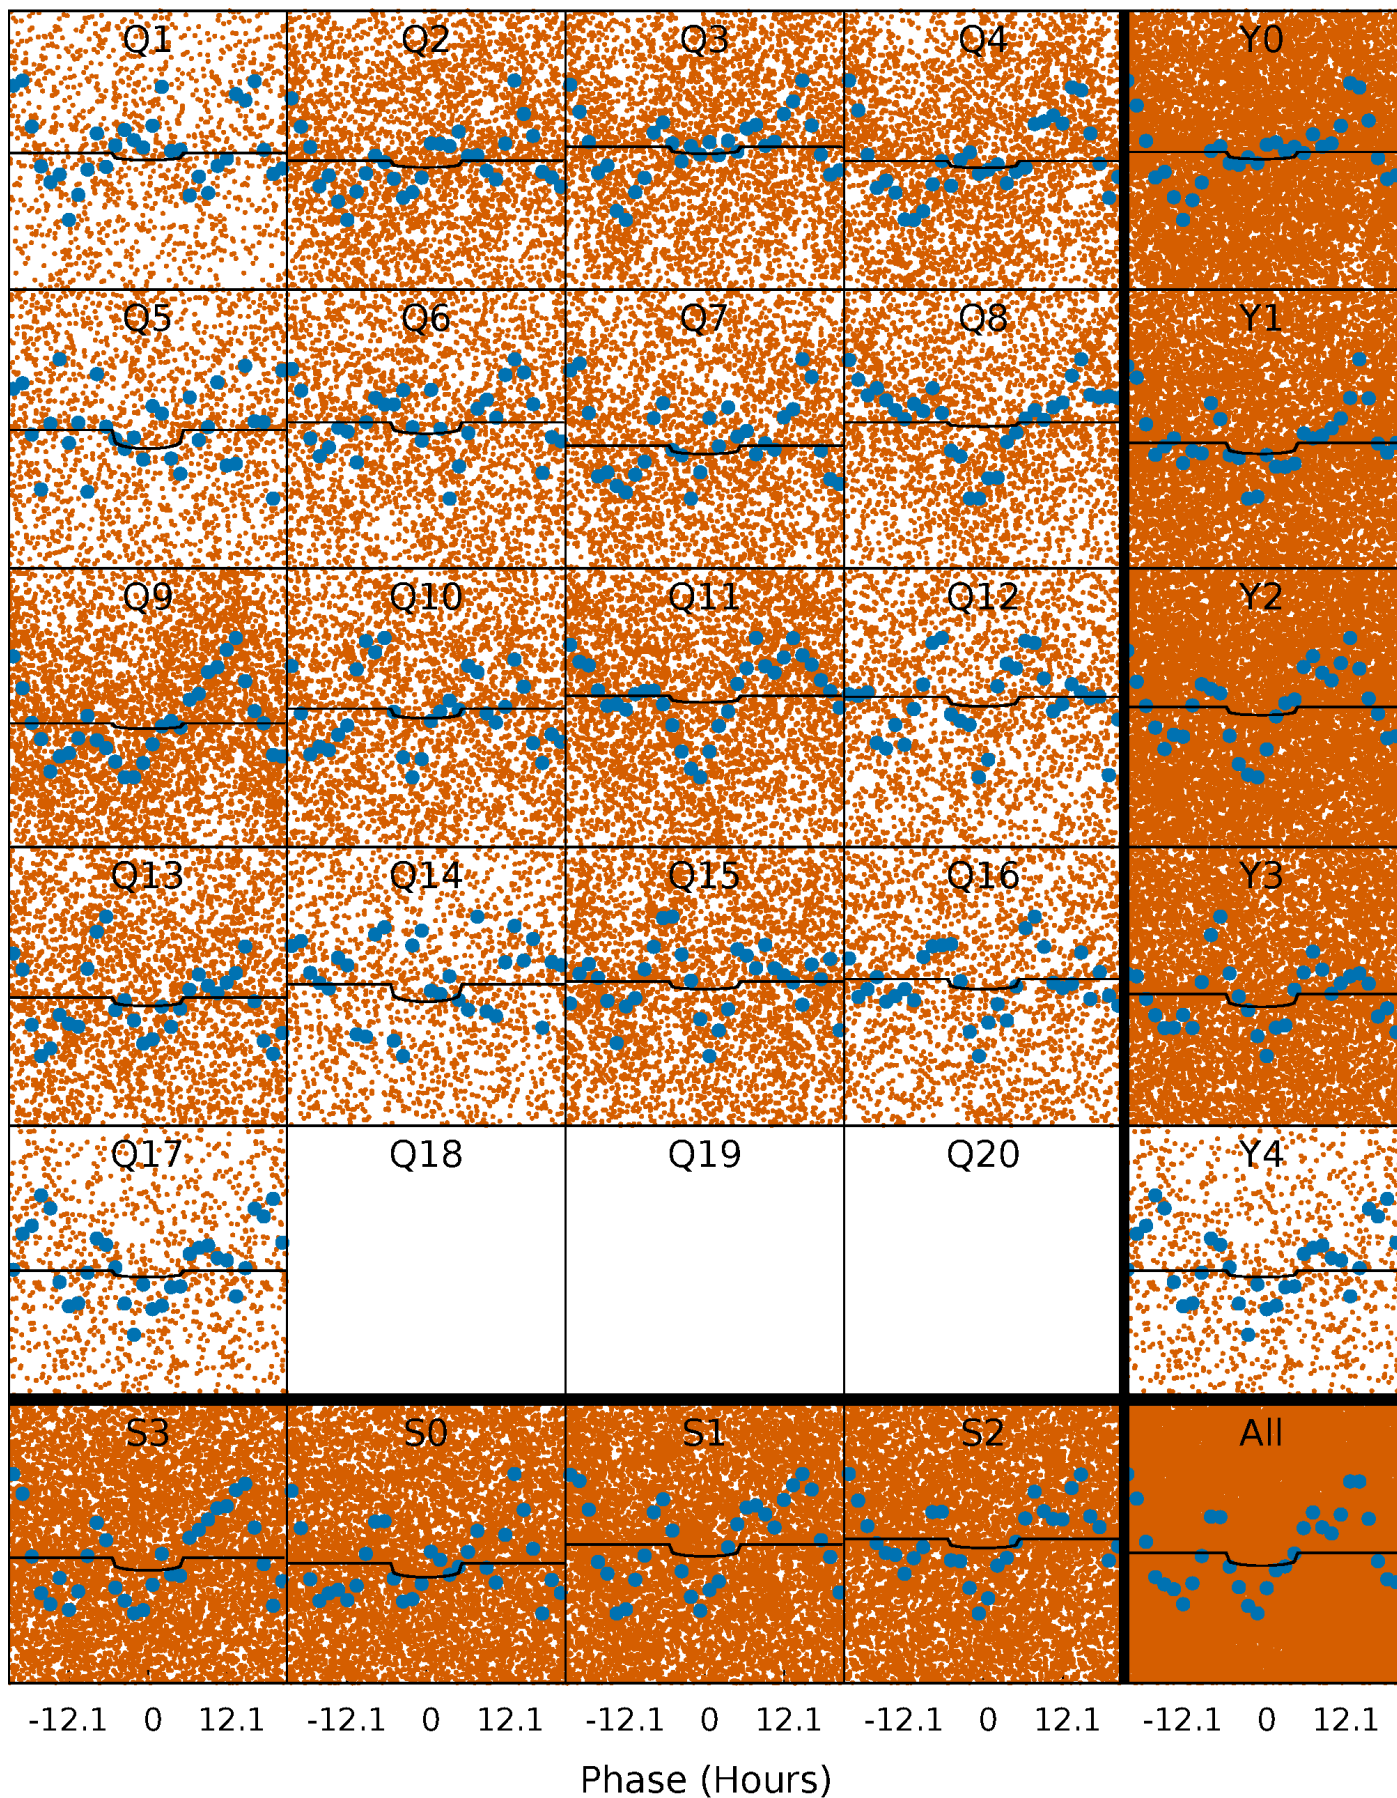 Q1 Q2 Q3 Q4 Y0
Q5 Q6 Q7 Q8 Y1
Q9 Q10 Q11 Q12 Y2
Q13 Q14 Q15 Q16 Y3
Q17 Q18 Q19 Q20 Y4
S3 S0 S1 S2 All
-12.1 0 12.1 -12.1 0 12.1 -12.1 0 12.1 -12.1 0 12.1 -12.1 0 12.1
Phase (Hours)